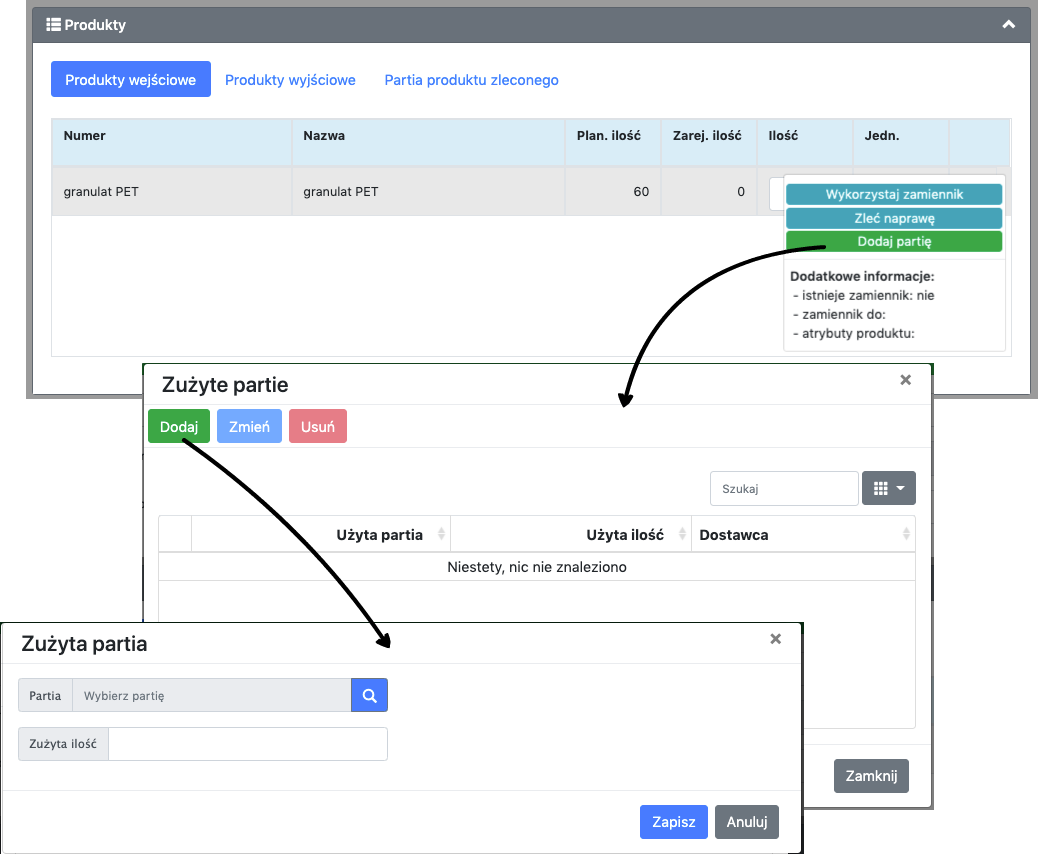 Produkty
Produkty wejściowe Produkty wyjściowe Partia produktu zleconego
Numer Nazwa Plan. ilość Zarej. ilość Ilość Jedn.
granulat PET granulat PET 60 0
Wykorzystaj zamiennik
Zleć naprawę
Dodaj partię
Dodatkowe informacje:
- istnieje zamiennik: nie
- zamiennik do:
- atrybuty produktu:
Zużyte partie ×
Dodaj Zmień Usuń
Szukaj
Użyta partia Użyta ilość Dostawca
Niestety, nic nie znaleziono
Zamknij
Zużyta partia ×
Partia Wybierz partię
Zużyta ilość
Zapisz Anuluj